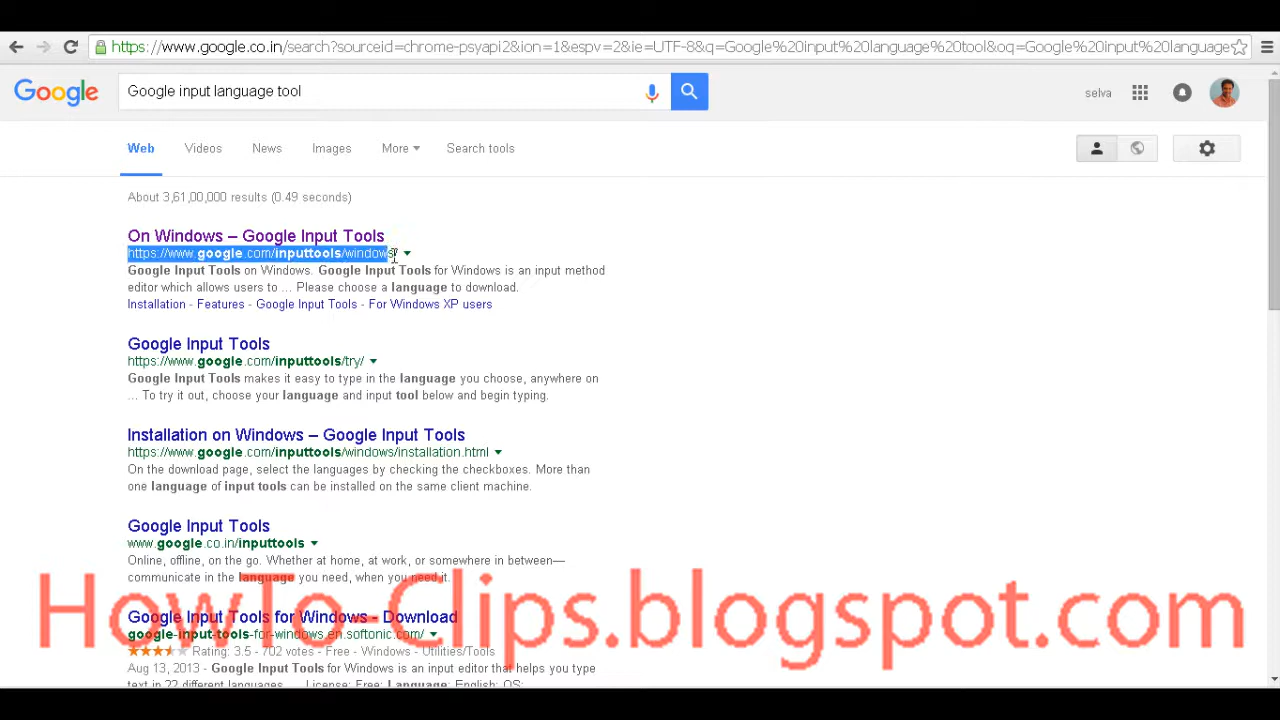 https://www.google.co.in/search?sourceid=chrome-psyapi2&ion=1&espv=2&ie=UTF-8&q=Google%20input%20language%20tool&oq=Google%20input%20language
Google
Google input language tool
selva
Web Videos News Images More Search tools
About 3,61,00,000 results (0.49 seconds)
On Windows – Google Input Tools
https://www.google.com/inputtools/windows/
Google Input Tools on Windows. Google Input Tools for Windows is an input method
editor which allows users to ... Please choose a language to download.
Installation - Features - Google Input Tools - For Windows XP users
Google Input Tools
https://www.google.com/inputtools/try/
Google Input Tools makes it easy to type in the language you choose, anywhere on
... To try it out, choose your language and input tool below and begin typing.
Installation on Windows – Google Input Tools
https://www.google.com/inputtools/windows/installation.html
On the download page, select the languages by checking the checkboxes. More than
one language of input tools can be installed on the same client machine.
Google Input Tools
www.google.co.in/inputtools
Online, offline, on the go. Whether at home, at work, or somewhere in between—
communicate in the language you need, when you need it.
HowTo-Clips.blogspot.com
Google Input Tools for Windows - Download
google-input-tools-for-windows.en.softonic.com/
Rating: 3.5 - 702 votes - Free - Windows - Utilities/Tools
Aug 13, 2013 - Google Input Tools for Windows is an input editor that helps you type
text in 22 different languages. ... License: Free; Language: English; OS: